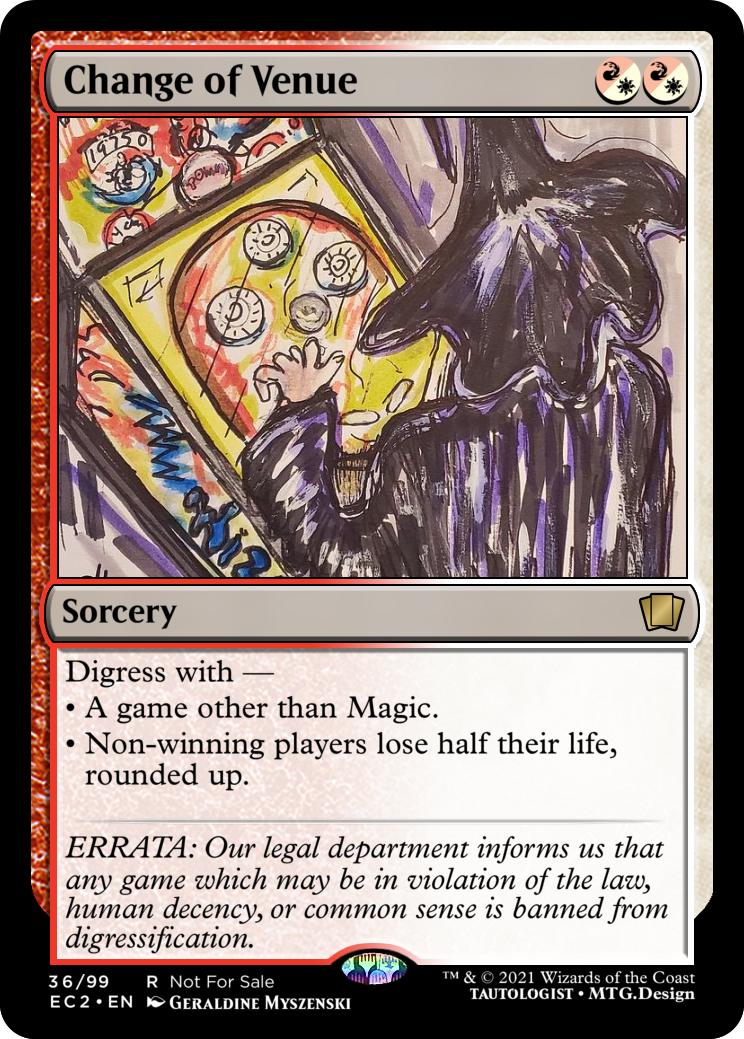 Change of Venue
19750
TOMMY
Sorcery
Digress with —
• A game other than Magic.
• Non-winning players lose half their life,
rounded up.
ERRATA: Our legal department informs us that
any game which may be in violation of the law,
human decency, or common sense is banned from
digressification.
36/99 R Not For Sale
EC2 • EN GERALDINE MYSZENSKI
™ & © 2021 Wizards of the Coast
TAUTOLOGIST • MTG.Design